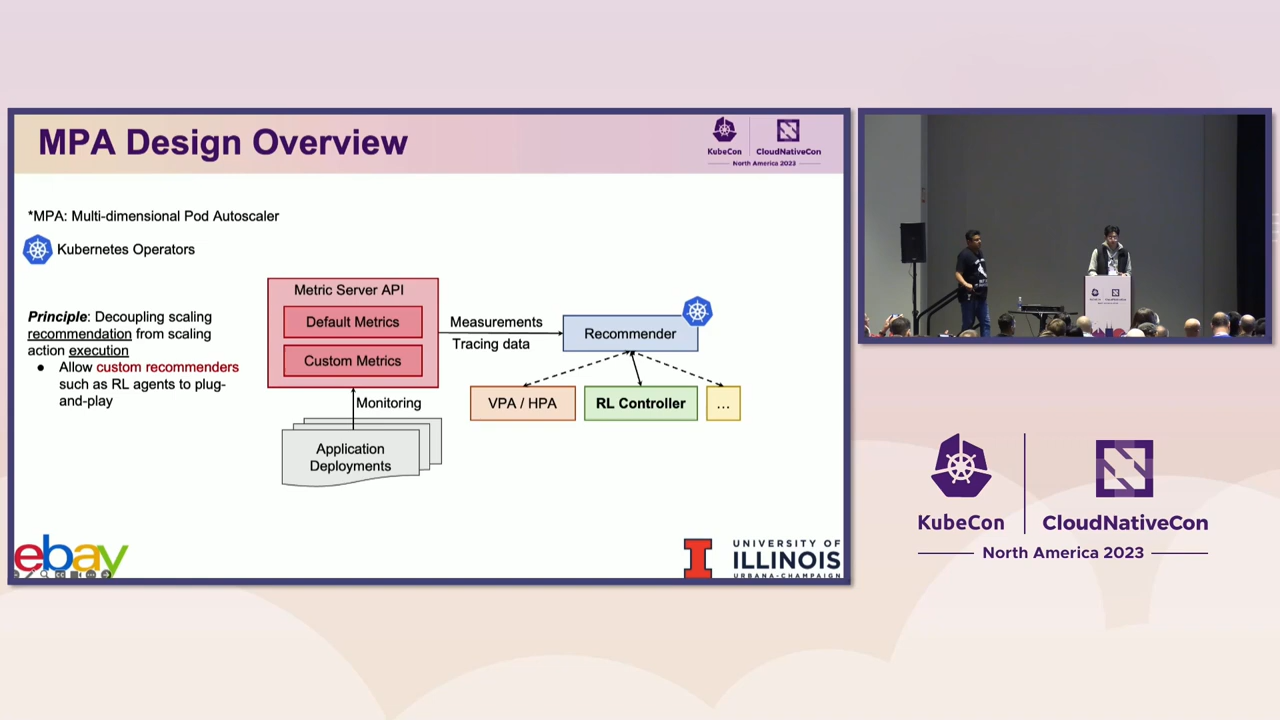 MPA Design Overview
KubeCon
CloudNativeCon
North America 2023
*MPA: Multi-dimensional Pod Autoscaler
Kubernetes Operators
Principle: Decoupling scaling
recommendation from scaling
action execution
● Allow custom recommenders
such as RL agents to plug-
and-play
Metric Server API
Default Metrics
Custom Metrics
Monitoring
Application
Deployments
Measurements
Tracing data
Recommender
VPA / HPA
RL Controller
...
ebay
UNIVERSITY OF
ILLINOIS
URBANA-CHAMPAIGN
KubeCon
CloudNativeCon
North America 2023